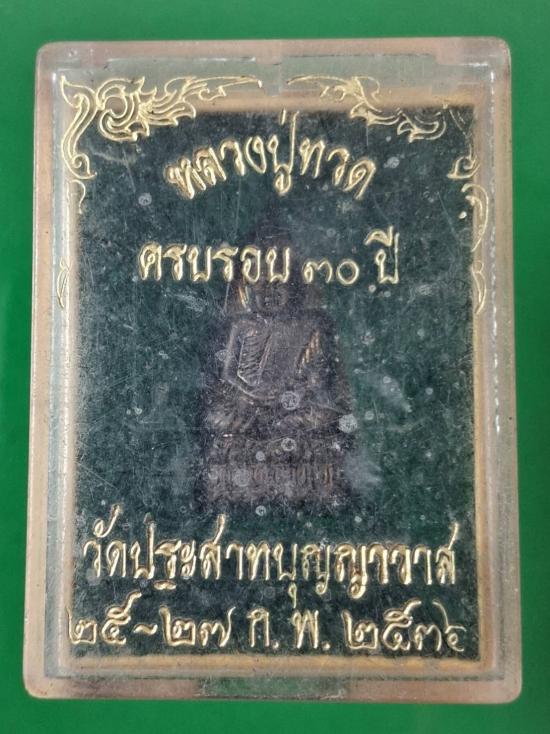 หลวงปู่ทวด
ครบรอบ ๓๐ ปี
วัดประสาทบุญญาวาส
๒๕~๒๗ ก.พ. ๒๕๓๖